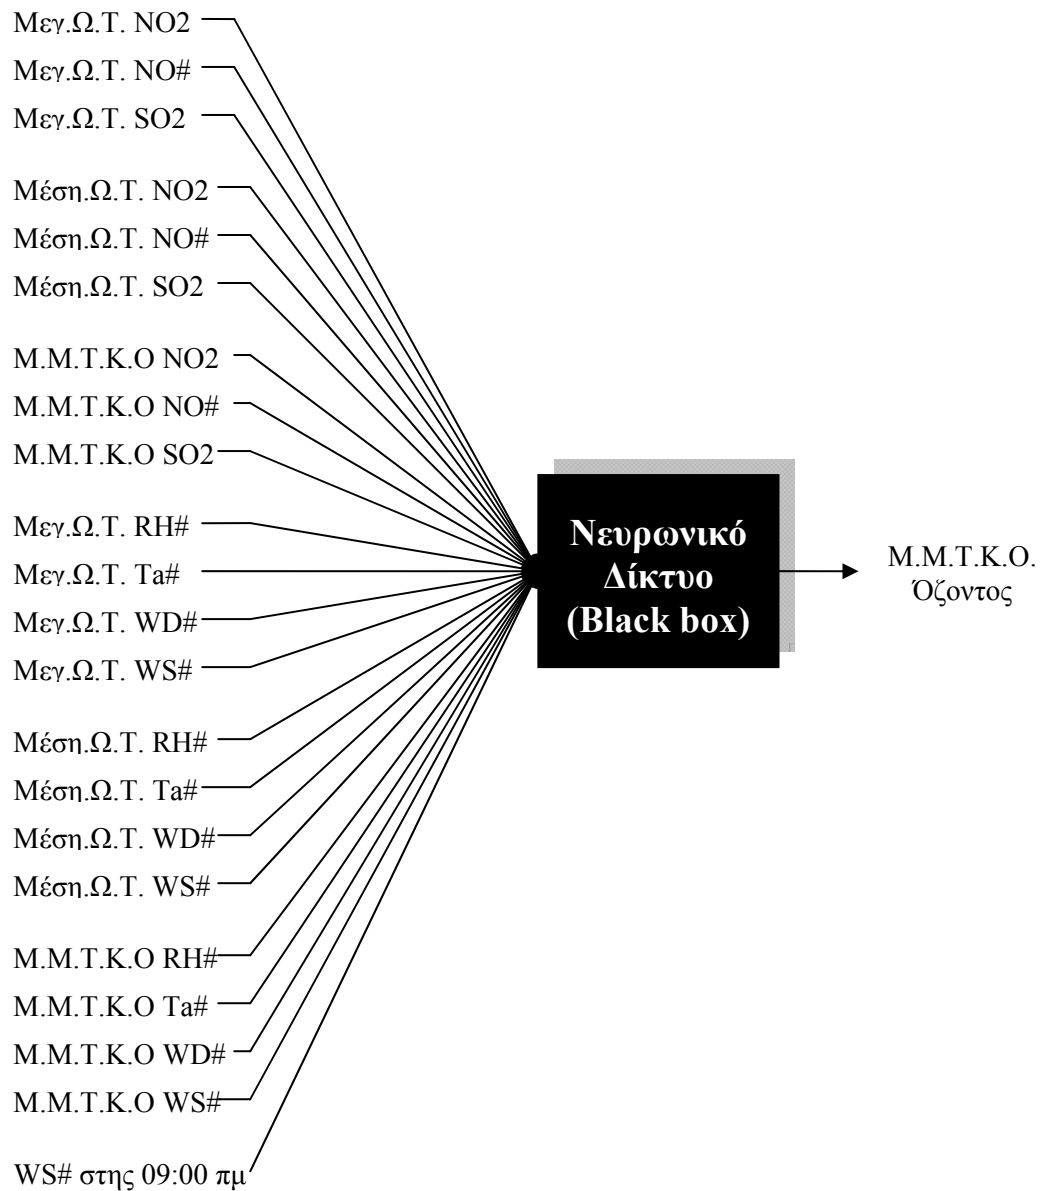 Μεγ.Ω.Τ. NO2
Μεγ.Ω.Τ. NO#
Μεγ.Ω.Τ. SO2
Μέση.Ω.Τ. NO2
Μέση.Ω.Τ. NO#
Μέση.Ω.Τ. SO2
Μ.Μ.Τ.Κ.Ο NO2
Μ.Μ.Τ.Κ.Ο NO#
Μ.Μ.Τ.Κ.Ο SO2
Μεγ.Ω.Τ. RH#
Μεγ.Ω.Τ. Ta#
Μεγ.Ω.Τ. WD#
Μεγ.Ω.Τ. WS#
Μέση.Ω.Τ. RH#
Μέση.Ω.Τ. Ta#
Μέση.Ω.Τ. WD#
Μέση.Ω.Τ. WS#
Μ.Μ.Τ.Κ.Ο RH#
Μ.Μ.Τ.Κ.Ο Ta#
Μ.Μ.Τ.Κ.Ο WD#
Μ.Μ.Τ.Κ.Ο WS#
WS# στης 09:00 πμ
Νευρωνικό
Δίκτυο
(Black box)
Μ.Μ.Τ.Κ.Ο.
Όζοντος